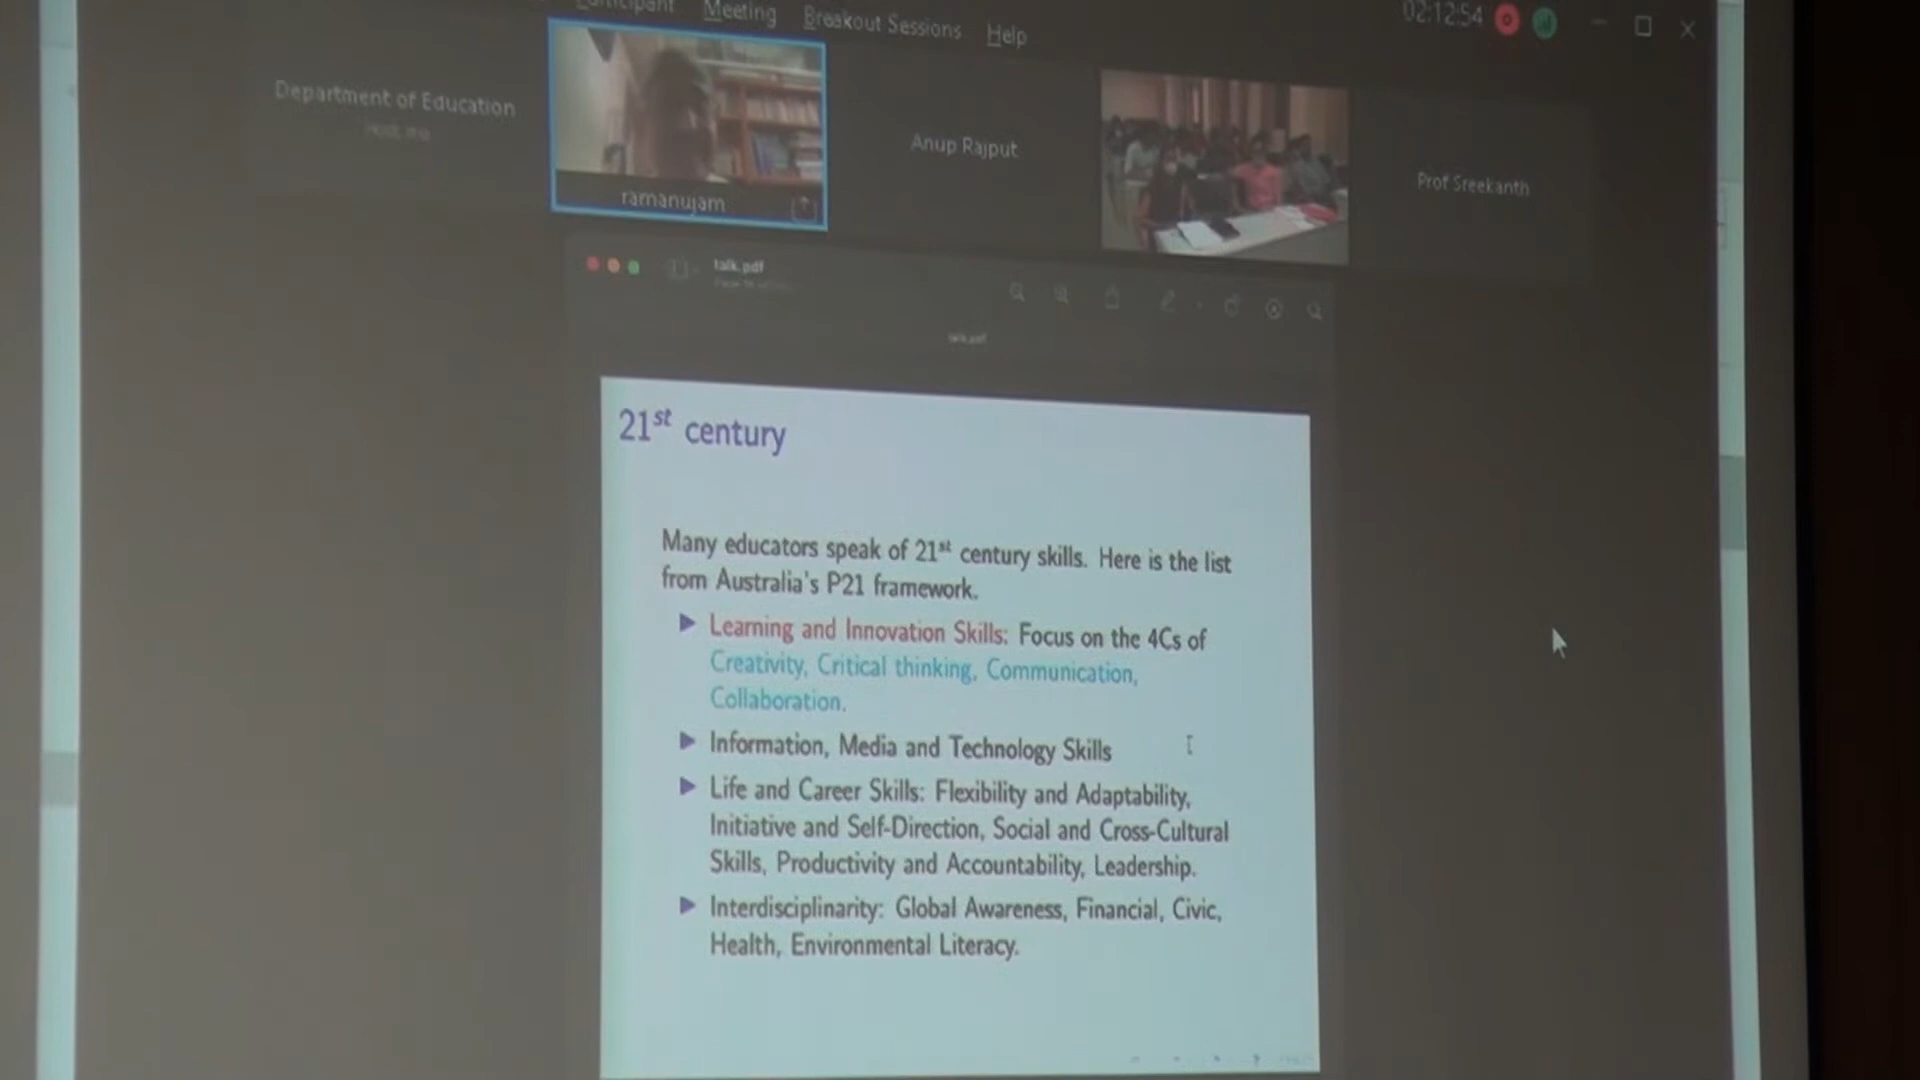 Participant Meeting Breakout Sessions Help
02:12:54
Department of Education
ramanujam
Anup Rajput
Prof Sreekanth
talk.pdf
talk.pdf
21st century
Many educators speak of 21st century skills. Here is the list
from Australia's P21 framework.
Learning and Innovation Skills: Focus on the 4Cs of
Creativity, Critical thinking, Communication,
Collaboration.
Information, Media and Technology Skills
Life and Career Skills: Flexibility and Adaptability,
Initiative and Self-Direction, Social and Cross-Cultural
Skills, Productivity and Accountability, Leadership.
Interdisciplinarity: Global Awareness, Financial, Civic,
Health, Environmental Literacy.